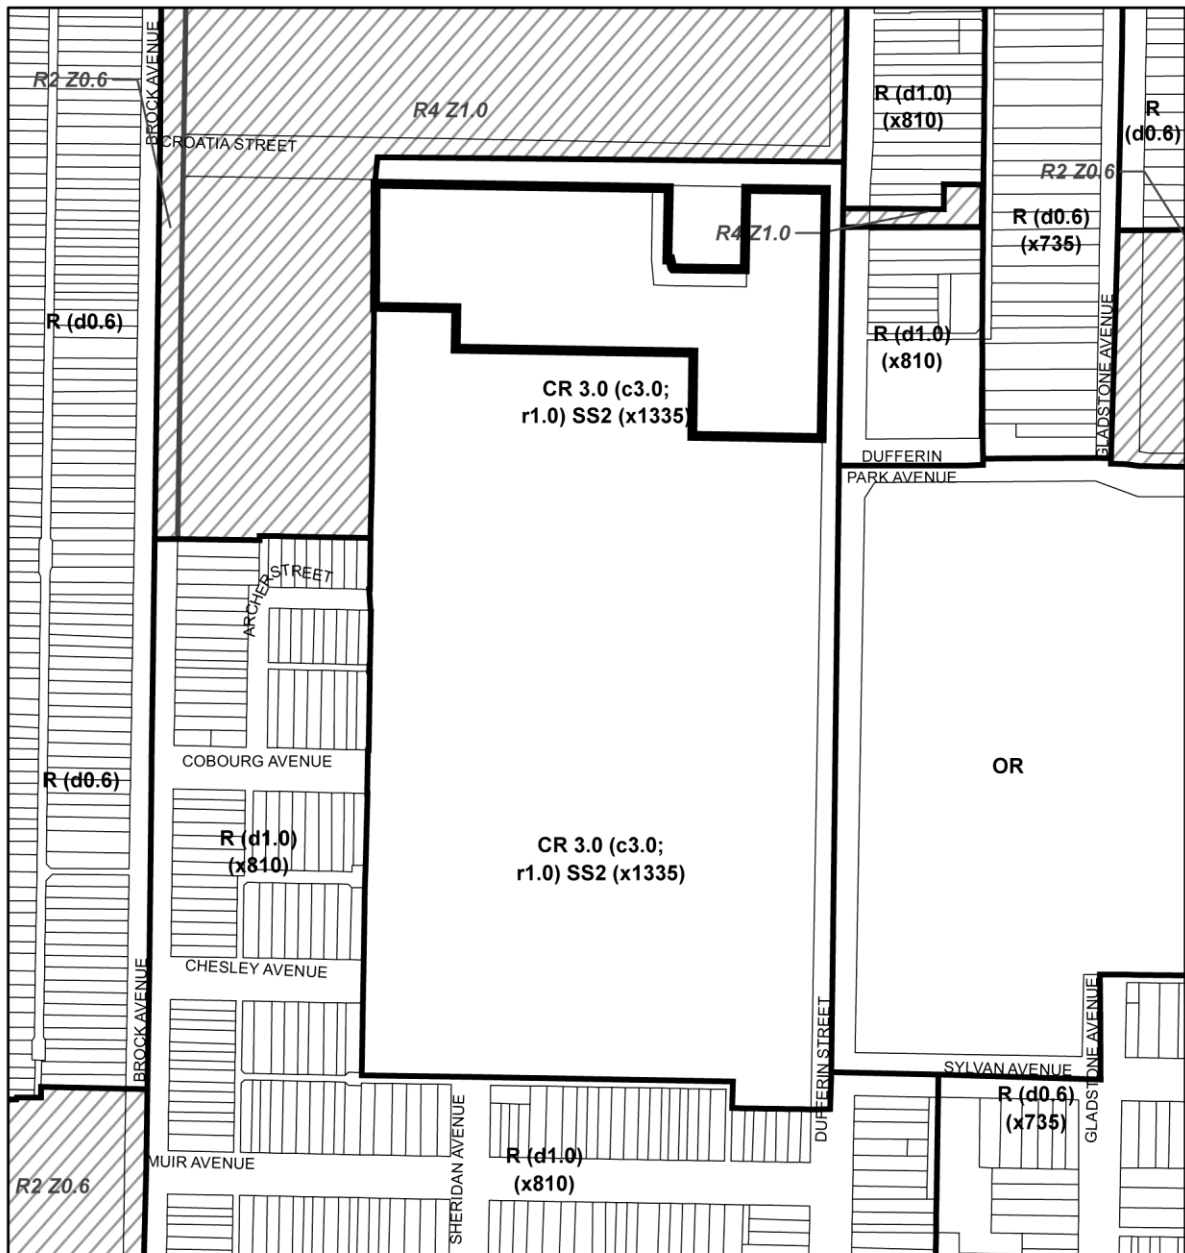 BROCK AVENUE
R2 Z0.6
R4 Z1.0
CROATIA STREET
R (d1.0)
(x810)
R
(d0.6)
R2 Z0.6
R (d0.6)
(x735)
R4 Z1.0
R (d0.6)
R (d1.0)
(x810)
GLADSTONE AVENUE
CR 3.0 (c3.0;
r1.0) SS2 (x1335)
DUFFERIN
PARK AVENUE
ARCHER STREET
COBOURG AVENUE
R (d0.6)
OR
R (d1.0)
(x810)
CR 3.0 (c3.0;
r1.0) SS2 (x1335)
CHESLEY AVENUE
BROCK AVENUE
DUFFERIN STREET
GLADSTONE AVENUE
SYLVAN AVENUE
R (d0.6)
(x735)
SHERIDAN AVENUE
MUIR AVENUE
R (d1.0)
(x810)
R2 Z0.6